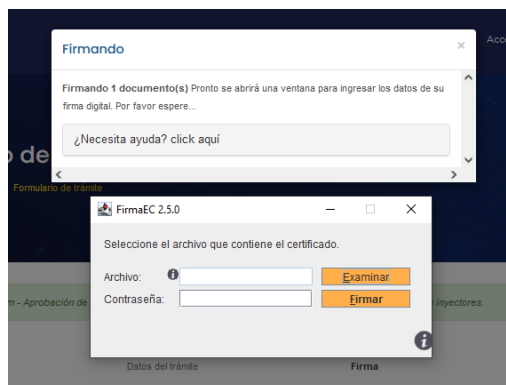 Acc
Firmando
×
Firmando 1 documento(s) Pronto se abrirá una ventana para ingresar los datos de su
firma digital. Por favor espere...
¿Necesita ayuda? click aquí
o de
Formulario de trámite
FirmaEC 2.5.0
Seleccione el archivo que contiene el certificado.
Archivo:
Examinar
Contraseña:
Firmar
m - Aprobación de
e inyectores.
Datos del trámite
Firma